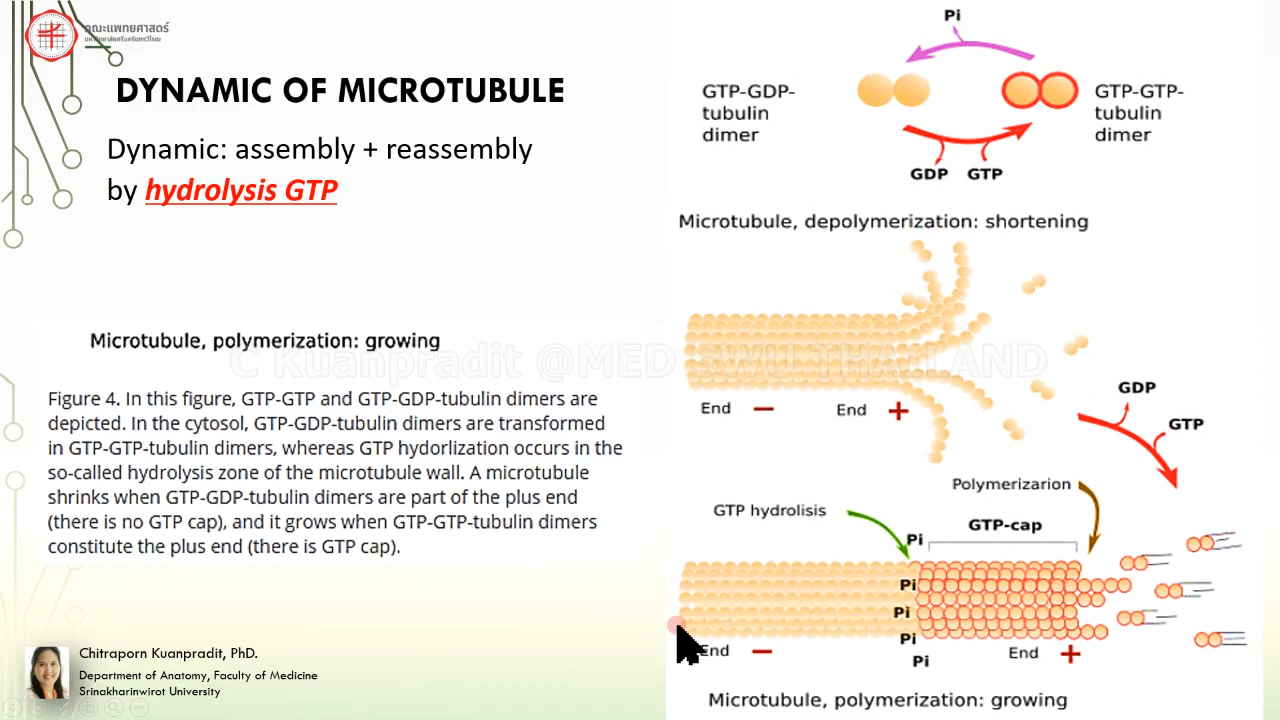 คณะแพทยศาสตร์
มหาวิทยาลัยศรีนครินทรวิโรฒ
DYNAMIC OF MICROTUBULE
Dynamic: assembly + reassembly
by hydrolysis GTP
Microtubule, polymerization: growing
Figure 4. In this figure, GTP-GTP and GTP-GDP-tubulin dimers are
depicted. In the cytosol, GTP-GDP-tubulin dimers are transformed
in GTP-GTP-tubulin dimers, whereas GTP hydorlization occurs in the
so-called hydrolysis zone of the microtubule wall. A microtubule
shrinks when GTP-GDP-tubulin dimers are part of the plus end
(there is no GTP cap), and it grows when GTP-GTP-tubulin dimers
constitute the plus end (there is GTP cap).
Chitraporn Kuanpradit, PhD.
Department of Anatomy, Faculty of Medicine
Srinakharinwirot University
C Kuanpradit @MED SWU THAILAND
Pi
GTP-GDP-
tubulin
dimer
GTP-GTP-
tubulin
dimer
GDP GTP
Microtubule, depolymerization: shortening
End − End +
GDP
GTP
Polymerizarion
GTP hydrolisis
GTP-cap
Pi
Pi
Pi
Pi
Pi
End − End +
Microtubule, polymerization: growing